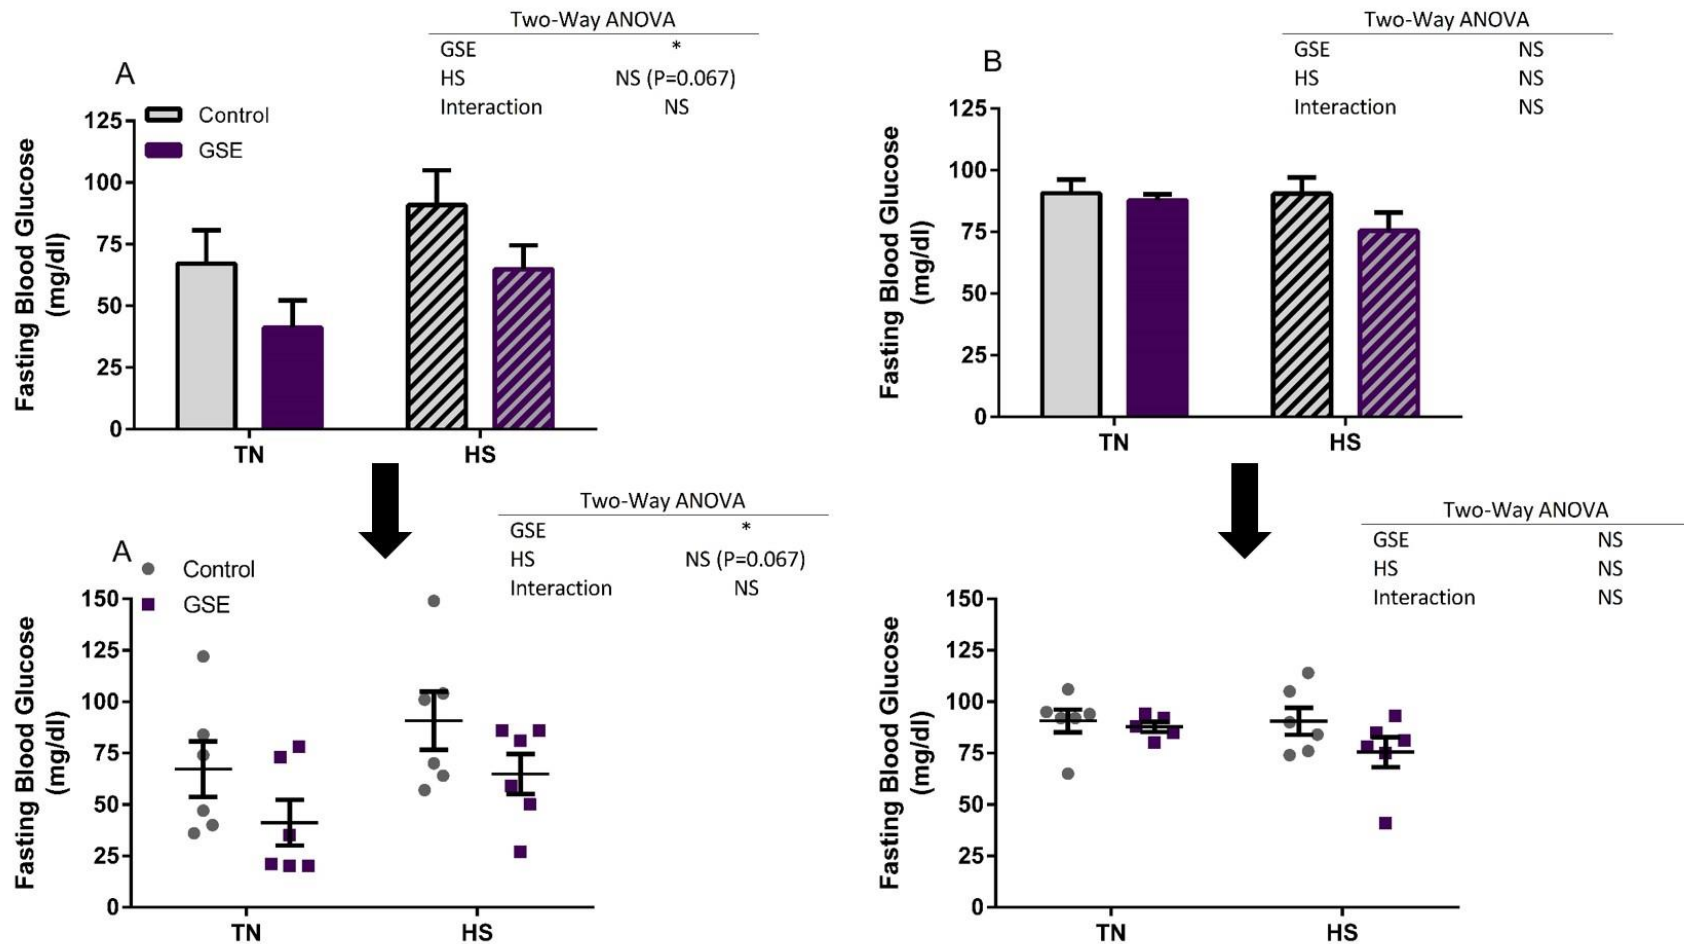 Two-Way ANOVA
GSE *
HS NS (P=0.067)
Interaction NS
A
Control
GSE
125
100
75
50
25
0
Fasting Blood Glucose
(mg/dl)
TN HS
Two-Way ANOVA
GSE NS
HS NS
Interaction NS
B
125
100
75
50
25
0
Fasting Blood Glucose
(mg/dl)
TN HS
Two-Way ANOVA
GSE *
HS NS (P=0.067)
Interaction NS
A
Control
GSE
150
125
100
75
50
25
0
Fasting Blood Glucose
(mg/dl)
TN HS
Two-Way ANOVA
GSE NS
HS NS
Interaction NS
150
125
100
75
50
25
0
Fasting Blood Glucose
(mg/dl)
TN HS